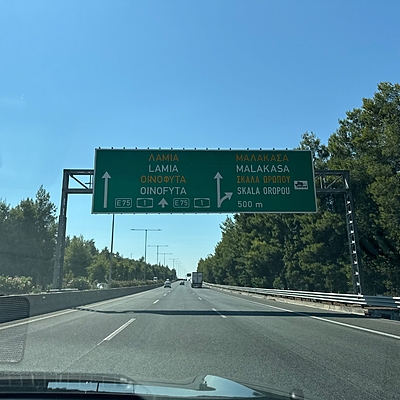 ΛΑΜΙΑ
LAMIA
ΟΙΝΟΦΥΤΑ
OINOFYTA
E75 1 E75 1
ΜΑΛΑΚΑΣΑ
MALAKASA
ΣΚΑΛΑ ΩΡΩΠΟΥ
SKALA OROPOU
500 m